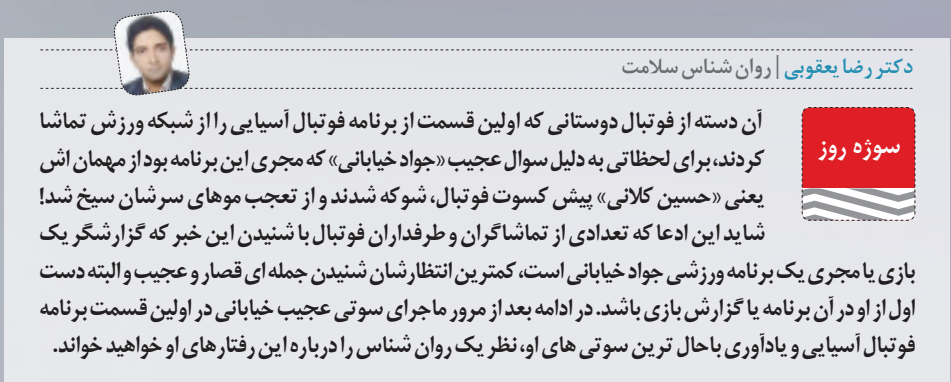 دکتر رضا یعقوبی | روان شناس سلامت
سوژه روز
آن دسته از فوتبال دوستانی که اولین قسمت از برنامه فوتبال آسیایی را از شبکه ورزش تماشا
کردند، برای لحظاتی به دلیل سوال عجیب «جواد خیابانی» که مجری این برنامه بود از مهمان اش
یعنی «حسین کلانی» پیش کسوت فوتبال، شوکه شدند و از تعجب موهای سرشان سیخ شد!
شاید این ادعا که تعدادی از تماشاگران و طرفداران فوتبال با شنیدن این خبر که گزارشگر یک
بازی یا مجری یک برنامه ورزشی جواد خیابانی است، کمترین انتظارشان شنیدن جمله ای قصار و عجیب و البته دست
اول از او در آن برنامه یا گزارش بازی باشد. در ادامه بعد از مرور ماجرای سوتی عجیب خیابانی در اولین قسمت برنامه
فوتبال آسیایی و یادآوری باحال ترین سوتی های او، نظر یک روان شناس را درباره این رفتارهای او خواهید خواند.